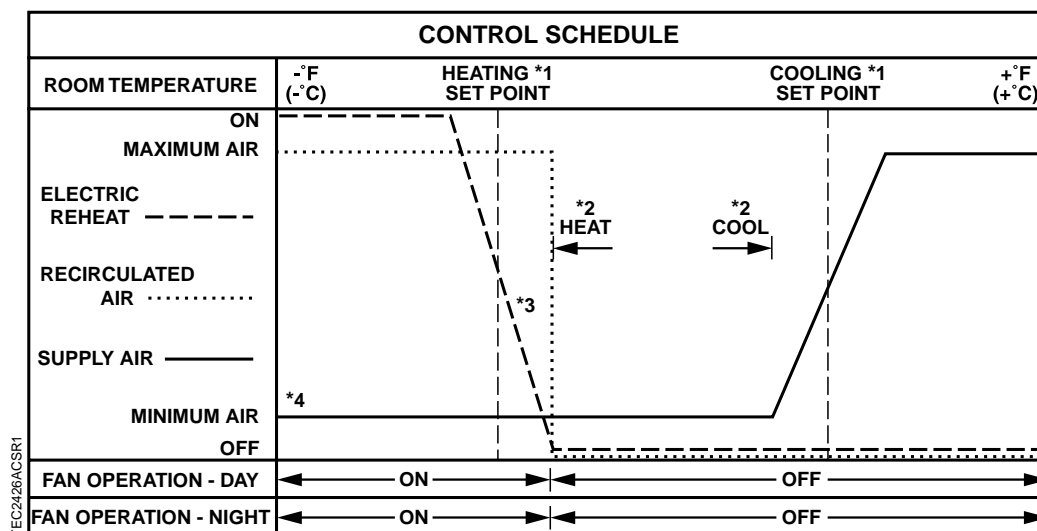 CONTROL SCHEDULE
ROOM TEMPERATURE
-°F
(-°C)
HEATING *1
SET POINT
COOLING *1
SET POINT
+°F
(+°C)
ON
MAXIMUM AIR
ELECTRIC
REHEAT
RECIRCULATED
AIR
SUPPLY AIR
MINIMUM AIR
OFF
*2
HEAT
*2
COOL
*3
*4
FAN OPERATION - DAY
ON
OFF
FAN OPERATION - NIGHT
ON
OFF
TEC2426ACSR1